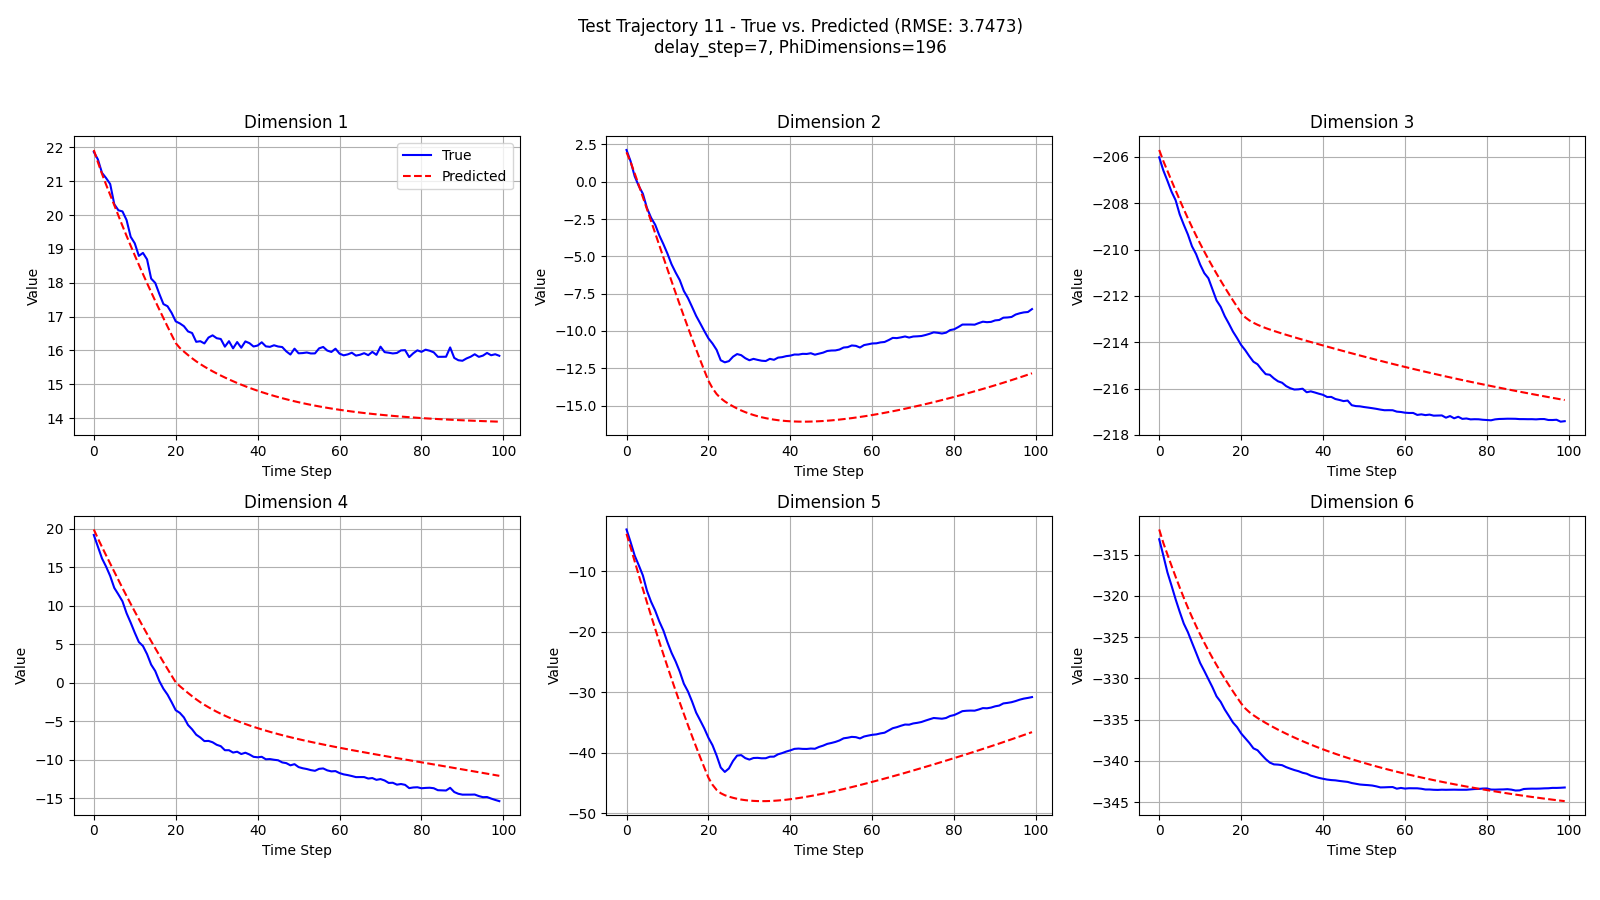 Test Trajectory 11 - True vs. Predicted (RMSE: 3.7473)
delay_step=7, PhiDimensions=196
Dimension 1
22
21
20
19
18
17
16
15
14
Value
0 20 40 60 80 100
Time Step
True
Predicted
Dimension 2
2.5
0.0
−2.5
−5.0
−7.5
−10.0
−12.5
−15.0
Value
0 20 40 60 80 100
Time Step
Dimension 3
−206
−208
−210
−212
−214
−216
−218
Value
0 20 40 60 80 100
Time Step
Dimension 4
20
15
10
5
0
−5
−10
−15
Value
0 20 40 60 80 100
Time Step
Dimension 5
−10
−20
−30
−40
−50
Value
0 20 40 60 80 100
Time Step
Dimension 6
−315
−320
−325
−330
−335
−340
−345
Value
0 20 40 60 80 100
Time Step